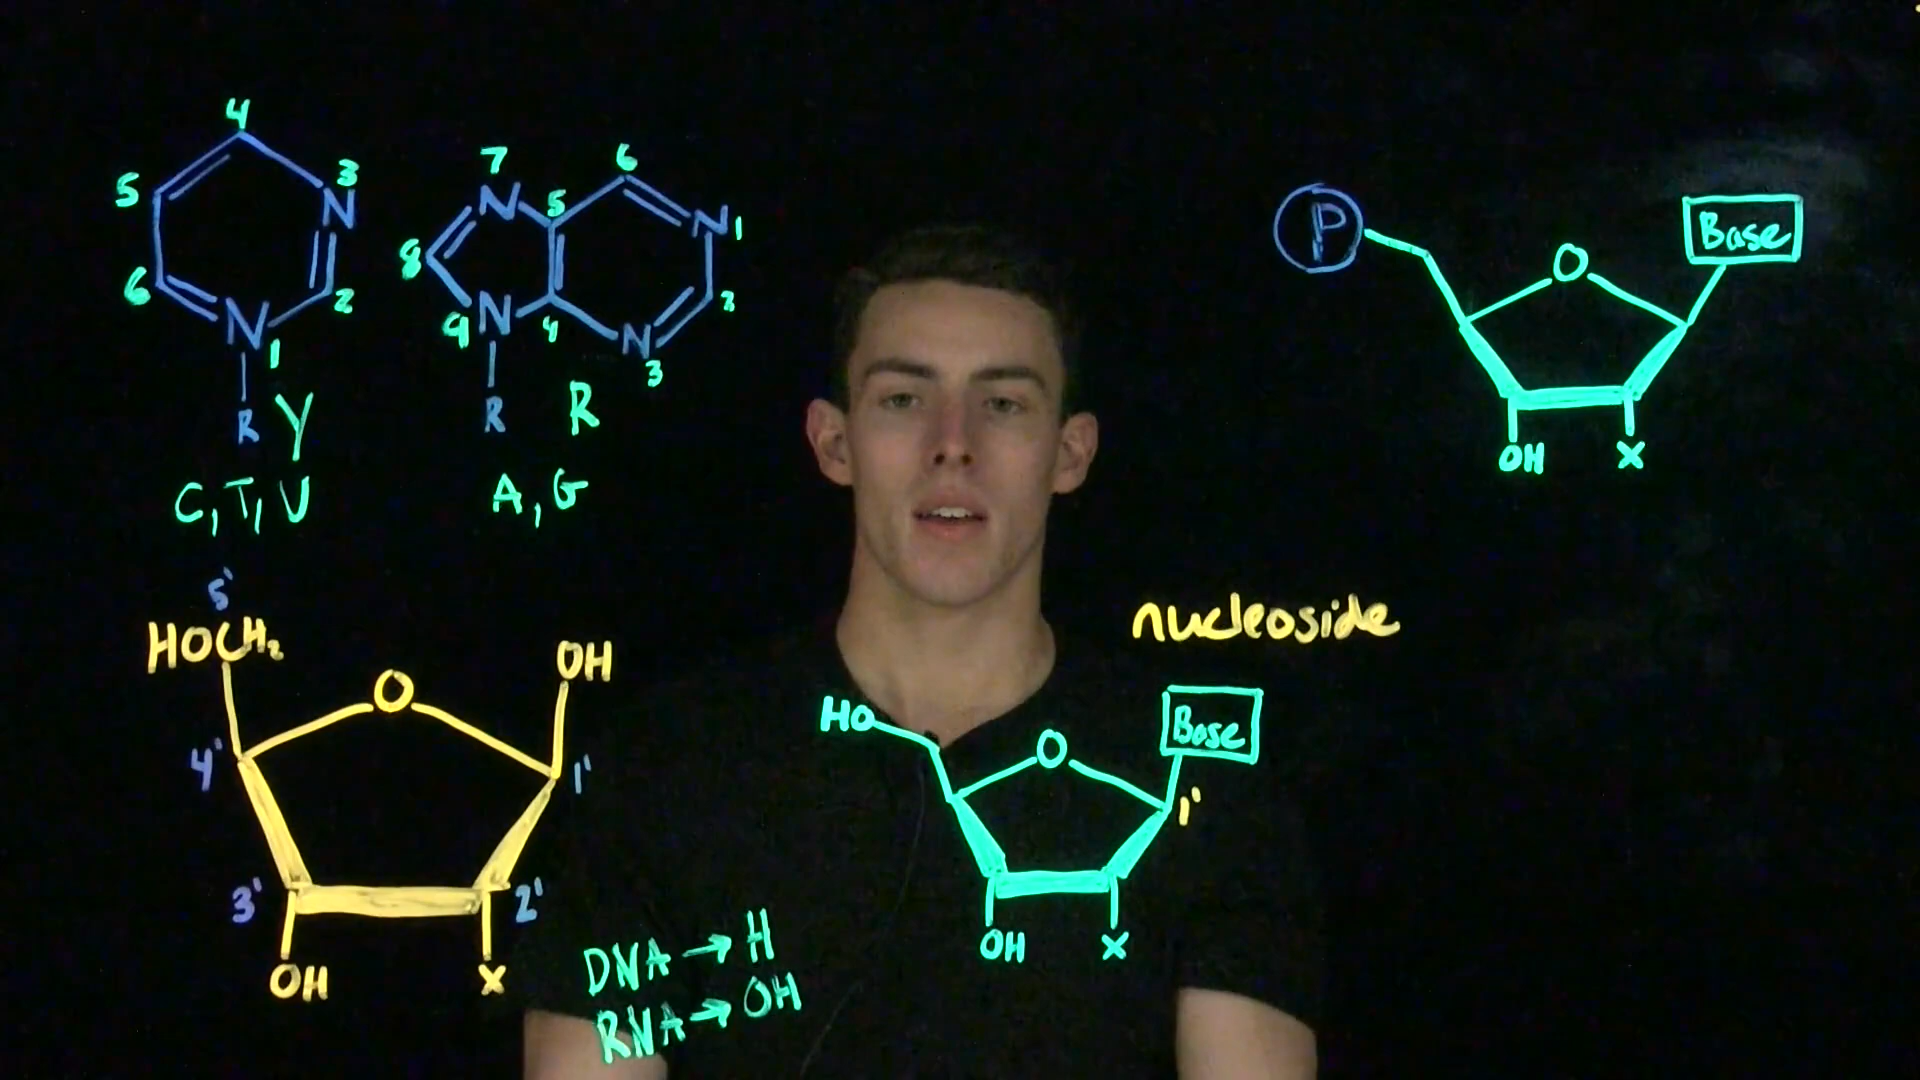 4
5
3
N
6
2
N
1
R
Y
C, T, U
7
6
N
5
N
1
8
9
N
4
2
N
3
R
R
A, G
P
O
Base
OH
X
5'
HOCH₂
O
OH
4'
1'
3'
2'
OH
X
DNA → H
RNA → OH
nucleoside
HO
O
Base
1'
OH
X